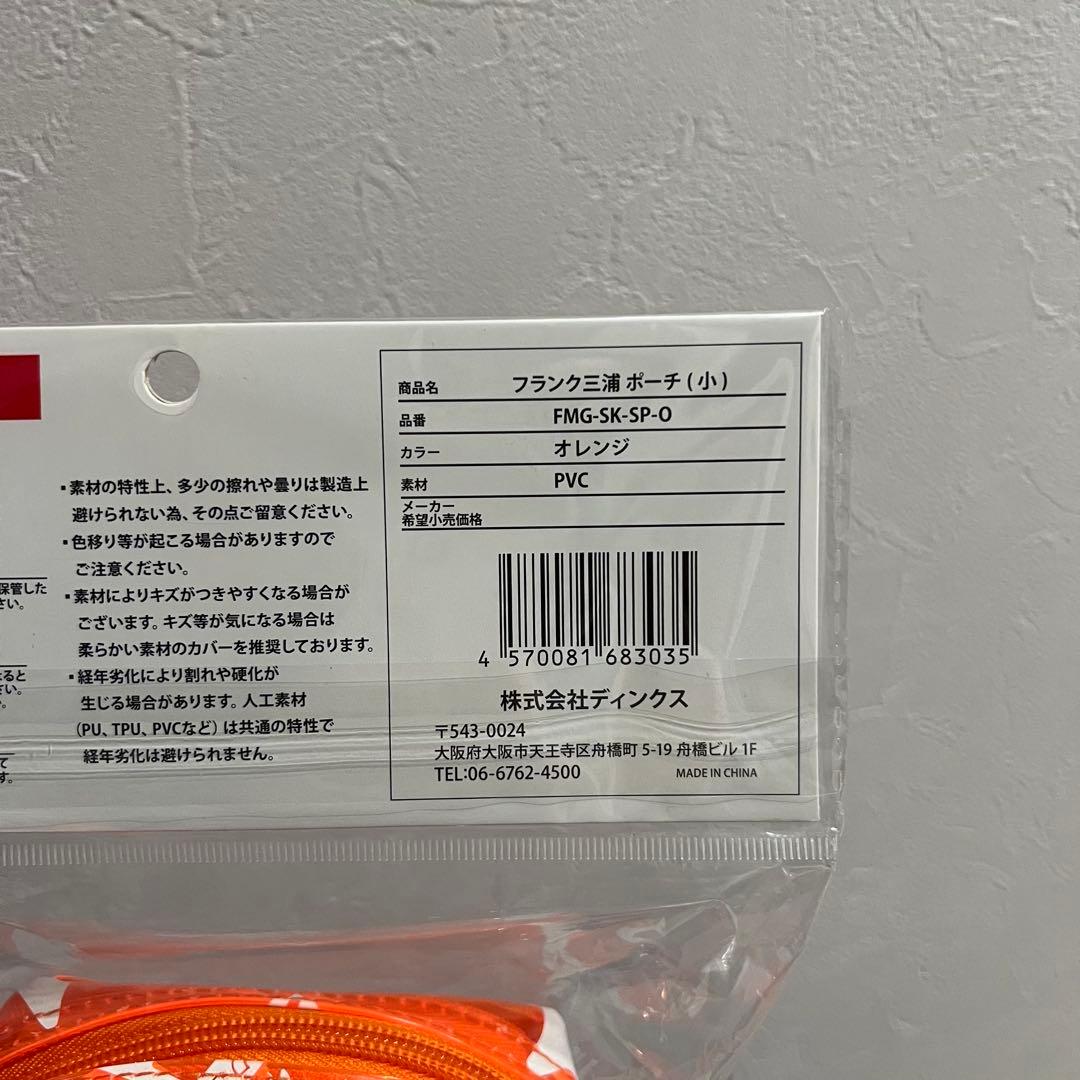 ・素材の特性上、多少の擦れや曇りは製造上
避けられない為、その点ご留意ください。
・色移り等が起こる場合がありますので
ご注意ください。
・素材によりキズがつきやすくなる場合が
ございます。キズ等が気になる場合は
柔らかい素材のカバーを推奨しております。
・経年劣化により割れや硬化が
生じる場合があります。人工素材
(PU、TPU、PVCなど)は共通の特性で
経年劣化は避けられません。
保管した
さい。
ると
さい。
て
す。
商品名 フランク三浦 ポーチ(小)
品番 FMG-SK-SP-O
カラー オレンジ
素材 PVC
メーカー
希望小売価格
4 570081 683035
株式会社ディンクス
〒543-0024
大阪府大阪市天王寺区舟橋町 5-19 舟橋ビル 1F
TEL:06-6762-4500 MADE IN CHINA